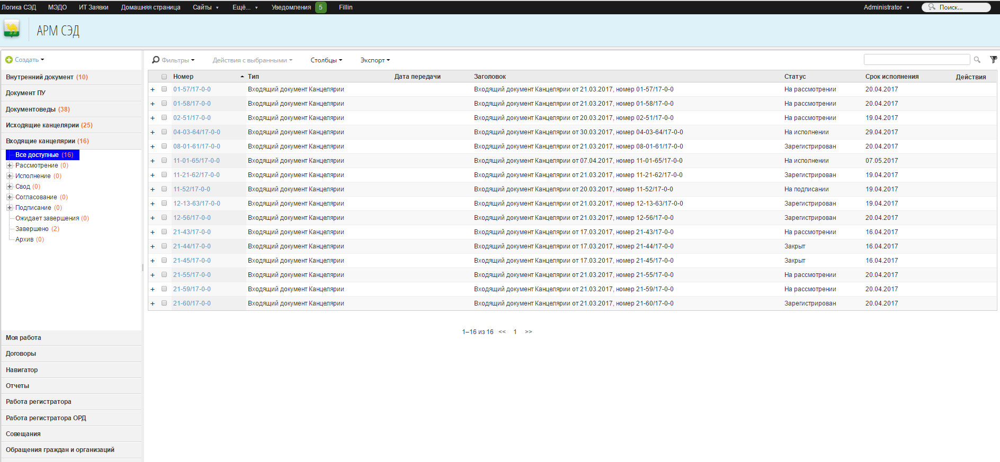 Логика СЭД МЭДО ИТ Заявки Домашняя страница Сайты Ещё... Уведомления 5 Fillin Administrator Поиск...
АРМ СЭД
Создать
Внутренний документ (10)
Документ ПУ
Документоведы (38)
Исходящие канцелярии (25)
Входящие канцелярии (16)
Все доступные (16)
Рассмотрение (0)
Исполнение (0)
Свод (0)
Согласование (0)
Подписание (0)
Ожидает завершения (0)
Завершено (2)
Архив (0)
Моя работа
Договоры
Навигатор
Отчеты
Работа регистратора
Работа регистратора ОРД
Совещания
Обращения граждан и организаций
Фильтры Действия с выбранными Столбцы Экспорт
Номер Тип Дата передачи Заголовок Статус Срок исполнения Действия
+ 01-57/17-0-0 Входящий документ Канцелярии Входящий документ Канцелярии от 21.03.2017, номер 01-57/17-0-0 На рассмотрении 20.04.2017
+ 01-58/17-0-0 Входящий документ Канцелярии Входящий документ Канцелярии от 21.03.2017, номер 01-58/17-0-0 На рассмотрении 20.04.2017
+ 02-51/17-0-0 Входящий документ Канцелярии Входящий документ Канцелярии от 20.03.2017, номер 02-51/17-0-0 На рассмотрении 19.04.2017
+ 04-03-64/17-0-0 Входящий документ Канцелярии Входящий документ Канцелярии от 30.03.2017, номер 04-03-64/17-0-0 На исполнении 29.04.2017
+ 08-01-61/17-0-0 Входящий документ Канцелярии Входящий документ Канцелярии от 21.03.2017, номер 08-01-61/17-0-0 Зарегистрирован 20.04.2017
+ 11-01-65/17-0-0 Входящий документ Канцелярии Входящий документ Канцелярии от 07.04.2017, номер 11-01-65/17-0-0 На исполнении 07.05.2017
+ 11-21-62/17-0-0 Входящий документ Канцелярии Входящий документ Канцелярии от 21.03.2017, номер 11-21-62/17-0-0 Зарегистрирован 19.04.2017
+ 11-52/17-0-0 Входящий документ Канцелярии Входящий документ Канцелярии от 20.03.2017, номер 11-52/17-0-0 На подписании 19.04.2017
+ 12-13-63/17-0-0 Входящий документ Канцелярии Входящий документ Канцелярии от 21.03.2017, номер 12-13-63/17-0-0 Зарегистрирован 19.04.2017
+ 12-56/17-0-0 Входящий документ Канцелярии Входящий документ Канцелярии от 21.03.2017, номер 12-56/17-0-0 Зарегистрирован 20.04.2017
+ 21-43/17-0-0 Входящий документ Канцелярии Входящий документ Канцелярии от 17.03.2017, номер 21-43/17-0-0 На рассмотрении 16.04.2017
+ 21-44/17-0-0 Входящий документ Канцелярии Входящий документ Канцелярии от 17.03.2017, номер 21-44/17-0-0 Закрыт 16.04.2017
+ 21-45/17-0-0 Входящий документ Канцелярии Входящий документ Канцелярии от 17.03.2017, номер 21-45/17-0-0 Закрыт 16.04.2017
+ 21-55/17-0-0 Входящий документ Канцелярии Входящий документ Канцелярии от 21.03.2017, номер 21-55/17-0-0 На рассмотрении 20.04.2017
+ 21-59/17-0-0 Входящий документ Канцелярии Входящий документ Канцелярии от 21.03.2017, номер 21-59/17-0-0 На рассмотрении 20.04.2017
+ 21-60/17-0-0 Входящий документ Канцелярии Входящий документ Канцелярии от 21.03.2017, номер 21-60/17-0-0 Зарегистрирован 20.04.2017
1–16 из 16 << 1 >>